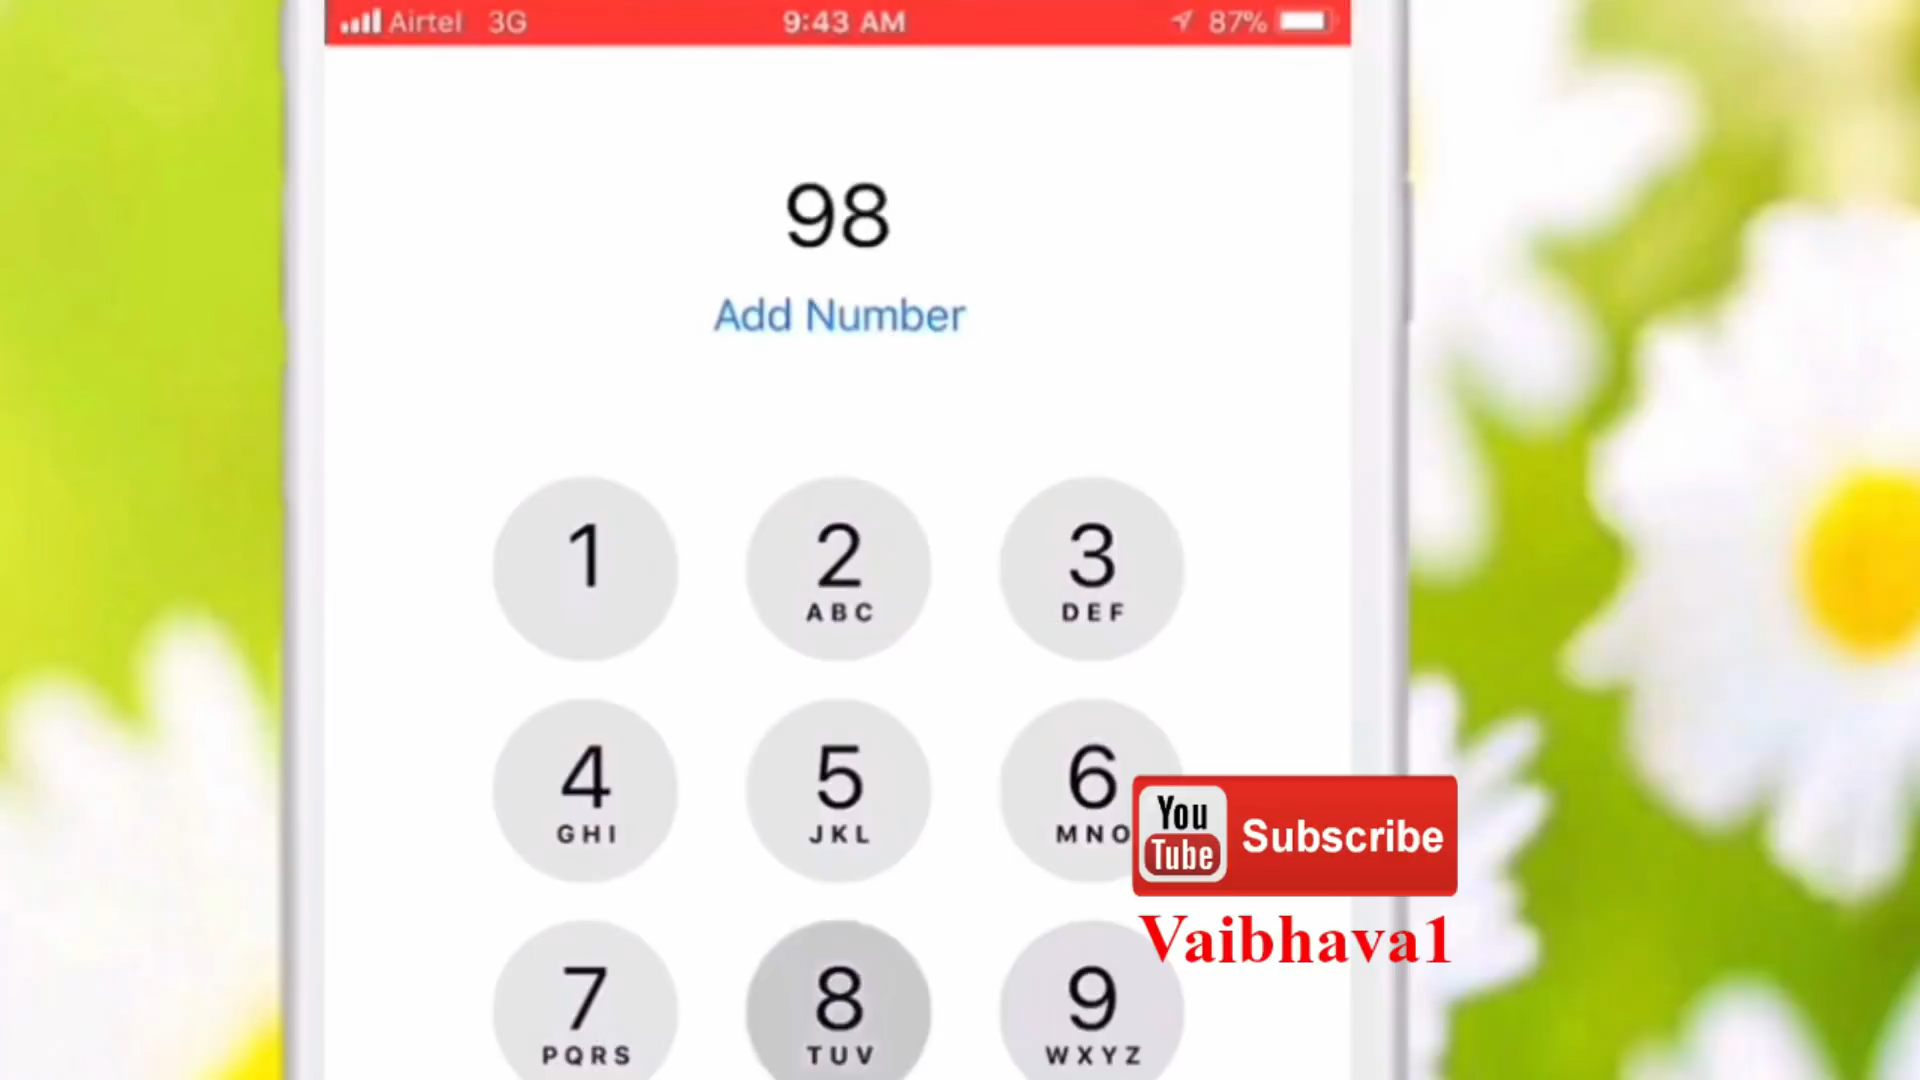 Airtel 3G 9:43 AM 87%
98
Add Number
1 2 3
ABC DEF
4 5 6
GHI JKL MNO
You Tube Subscribe
Vaibhava1
7 8 9
PQRS TUV WXYZ